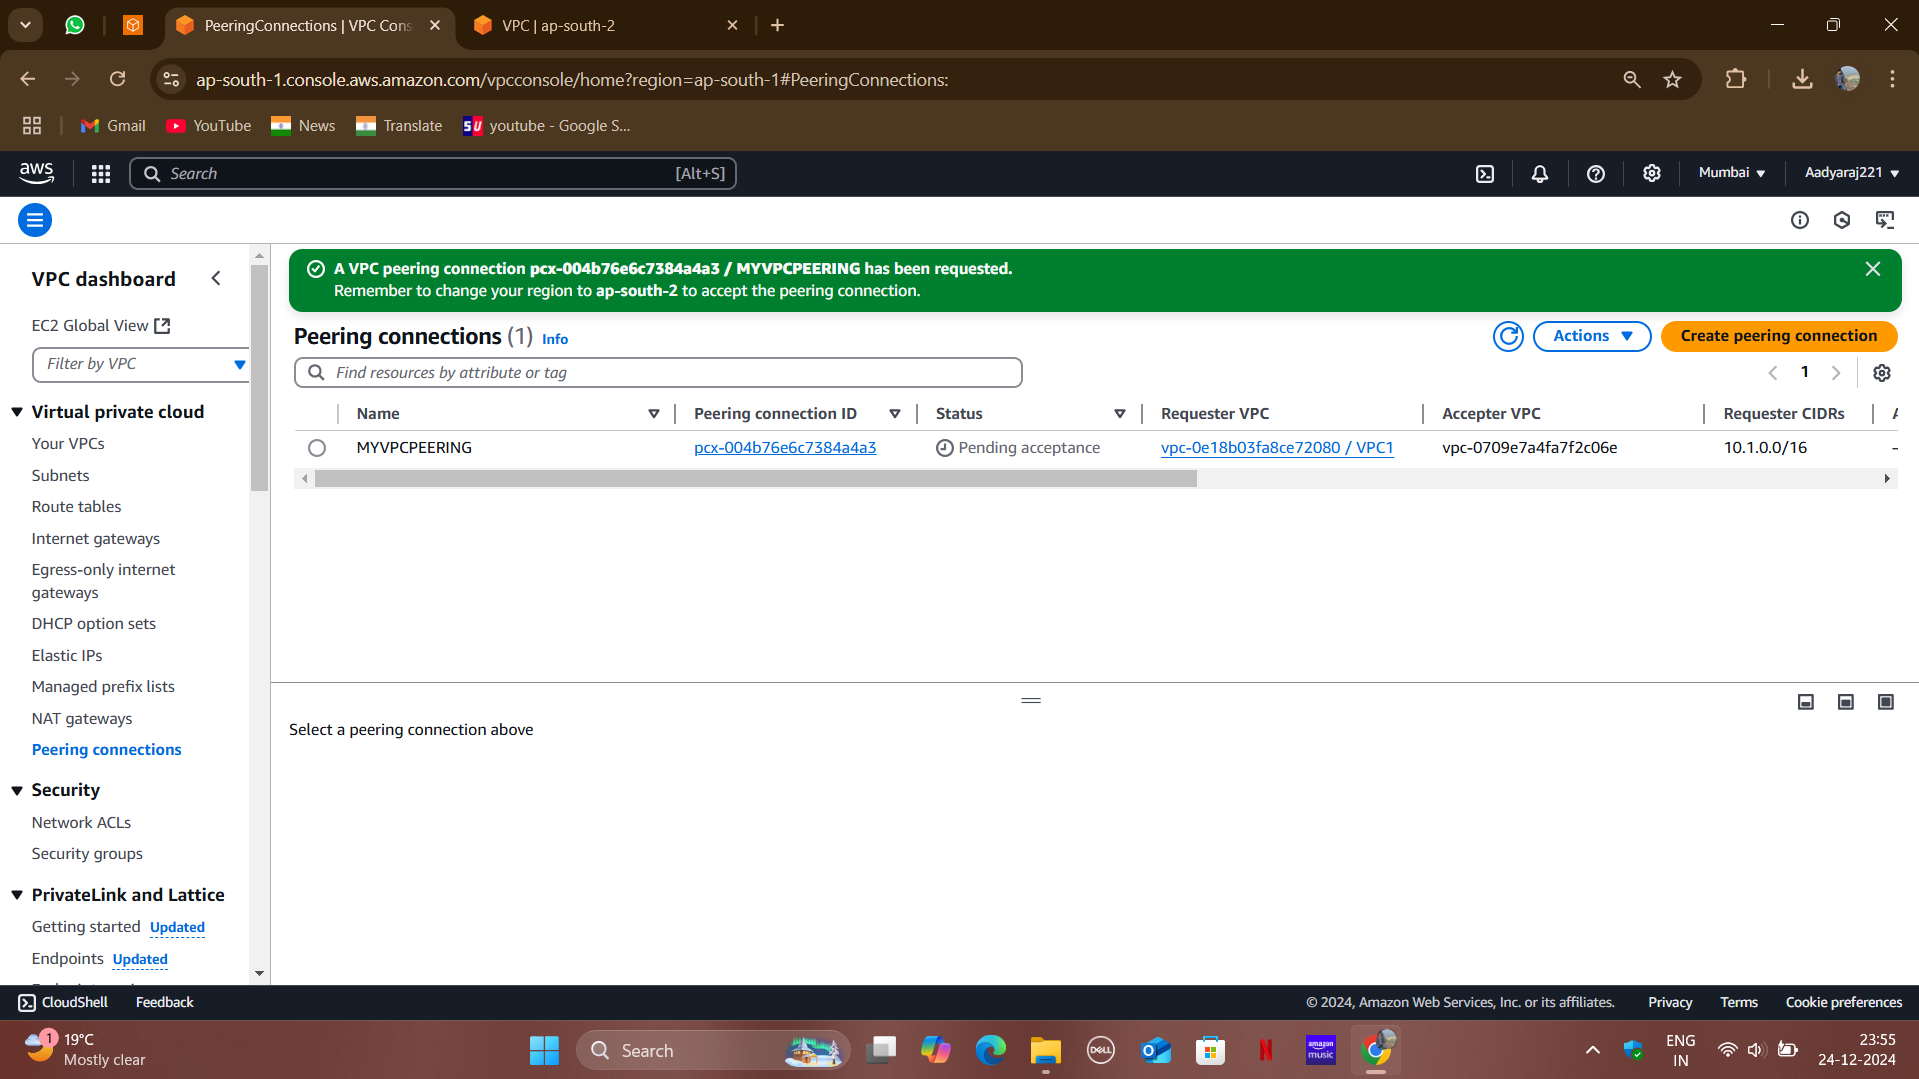 PeeringConnections | VPC Cons
VPC | ap-south-2
ap-south-1.console.aws.amazon.com/vpcconsole/home?region=ap-south-1#PeeringConnections:
Gmail
YouTube
News
Translate
SU
youtube - Google S...
aws
Search
[Alt+S]
Mumbai
Aadyaraj221
VPC dashboard
EC2 Global View
Filter by VPC
Virtual private cloud
Your VPCs
Subnets
Route tables
Internet gateways
Egress-only internet
gateways
DHCP option sets
Elastic IPs
Managed prefix lists
NAT gateways
Peering connections
Security
Network ACLs
Security groups
PrivateLink and Lattice
Getting started Updated
Endpoints Updated
A VPC peering connection pcx-004b76e6c7384a4a3 / MYVPCPEERING has been requested.
Remember to change your region to ap-south-2 to accept the peering connection.
Peering connections (1) Info
Actions
Create peering connection
Find resources by attribute or tag
1
Name
Peering connection ID
Status
Requester VPC
Accepter VPC
Requester CIDRs
MYVPCPEERING
pcx-004b76e6c7384a4a3
Pending acceptance
vpc-0e18b03fa8ce72080 / VPC1
vpc-0709e7a4fa7f2c06e
10.1.0.0/16
–
Select a peering connection above
CloudShell
Feedback
© 2024, Amazon Web Services, Inc. or its affiliates.
Privacy
Terms
Cookie preferences
1
19°C
Mostly clear
Search
DELL
N
amazon
music
ENG
IN
23:55
24-12-2024